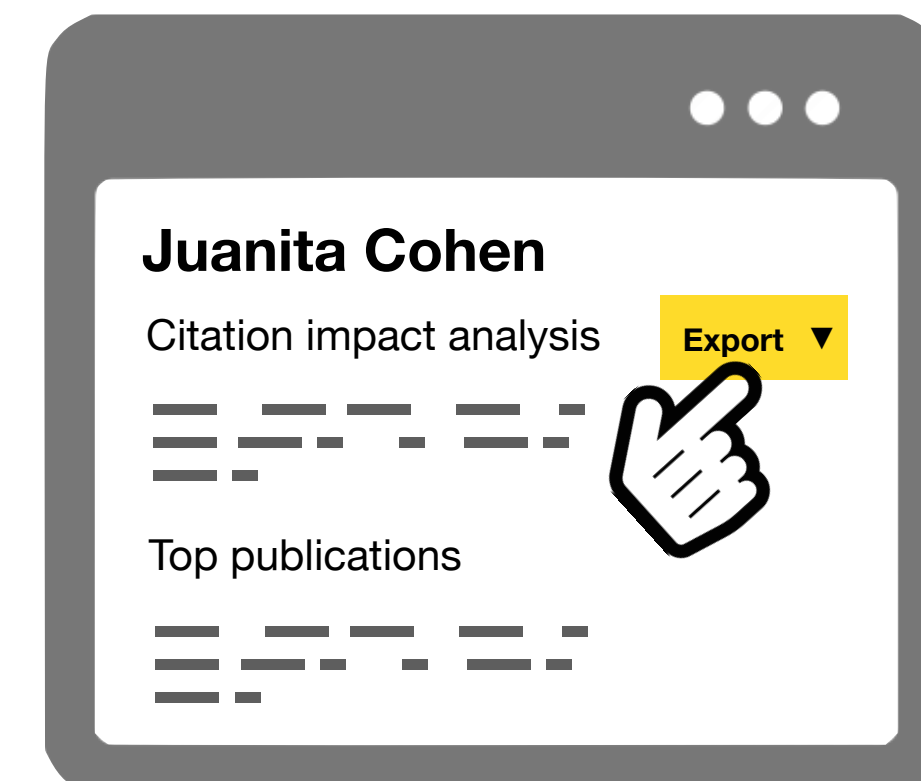 Juanita Cohen
Citation impact analysis
Export ▼
Top publications